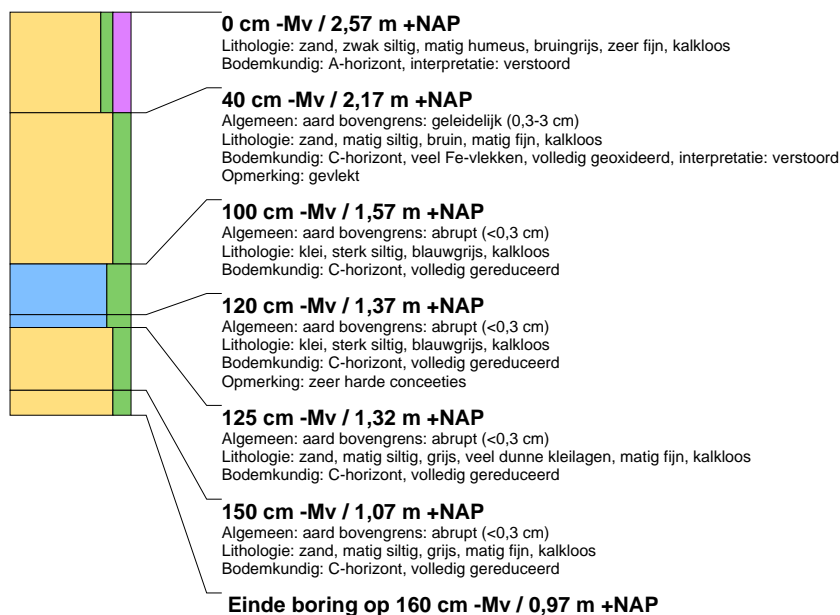 0 cm -Mv / 2,57 m +NAP
Lithologie: zand, zwak siltig, matig humeus, bruingrijs, zeer fijn, kalkloos
Bodemkundig: A-horizont, interpretatie: verstoord
40 cm -Mv / 2,17 m +NAP
Algemeen: aard bovengrens: geleidelijk (0,3-3 cm)
Lithologie: zand, matig siltig, bruin, matig fijn, kalkloos
Bodemkundig: C-horizont, veel Fe-vlekken, volledig geoxideerd, interpretatie: verstoord
Opmerking: gevlekt
100 cm -Mv / 1,57 m +NAP
Algemeen: aard bovengrens: abrupt (<0,3 cm)
Lithologie: klei, sterk siltig, blauwgrijs, kalkloos
Bodemkundig: C-horizont, volledig gereduceerd
120 cm -Mv / 1,37 m +NAP
Algemeen: aard bovengrens: abrupt (<0,3 cm)
Lithologie: klei, sterk siltig, blauwgrijs, kalkloos
Bodemkundig: C-horizont, volledig gereduceerd
Opmerking: zeer harde conceeties
125 cm -Mv / 1,32 m +NAP
Algemeen: aard bovengrens: abrupt (<0,3 cm)
Lithologie: zand, matig siltig, grijs, veel dunne kleilagen, matig fijn, kalkloos
Bodemkundig: C-horizont, volledig gereduceerd
150 cm -Mv / 1,07 m +NAP
Algemeen: aard bovengrens: abrupt (<0,3 cm)
Lithologie: zand, matig siltig, grijs, matig fijn, kalkloos
Bodemkundig: C-horizont, volledig gereduceerd
Einde boring op 160 cm -Mv / 0,97 m +NAP